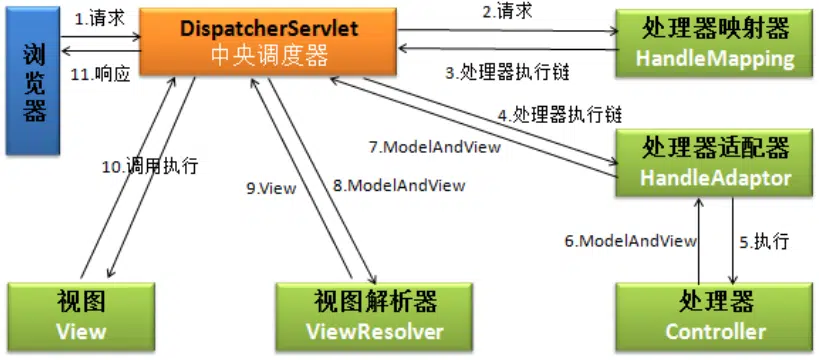 1.请求
DispatcherServlet
中央调度器
2.请求
处理器映射器
HandleMapping
浏览器
11.响应
3.处理器执行链
4.处理器执行链
7.ModelAndView
处理器适配器
HandleAdaptor
10.调用执行
9.View
8.ModelAndView
6.ModelAndView
5.执行
视图
View
视图解析器
ViewResolver
处理器
Controller